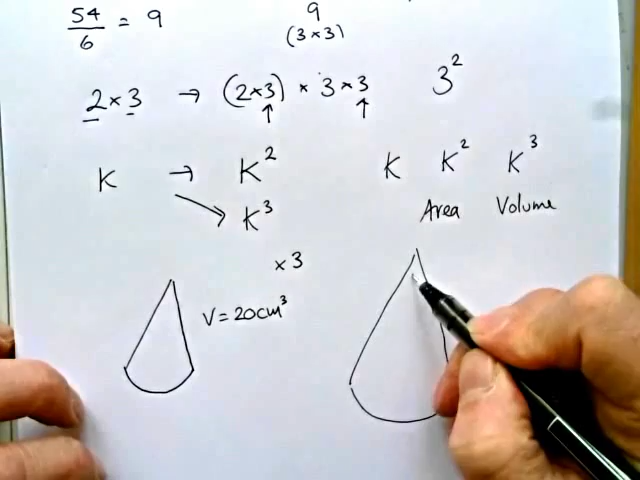 54/6 = 9
9
(3×3)
2×3 → (2×3) × 3 × 3
3²
K → K²
K³
K K² K³
Area Volume
×3
V = 20cm³